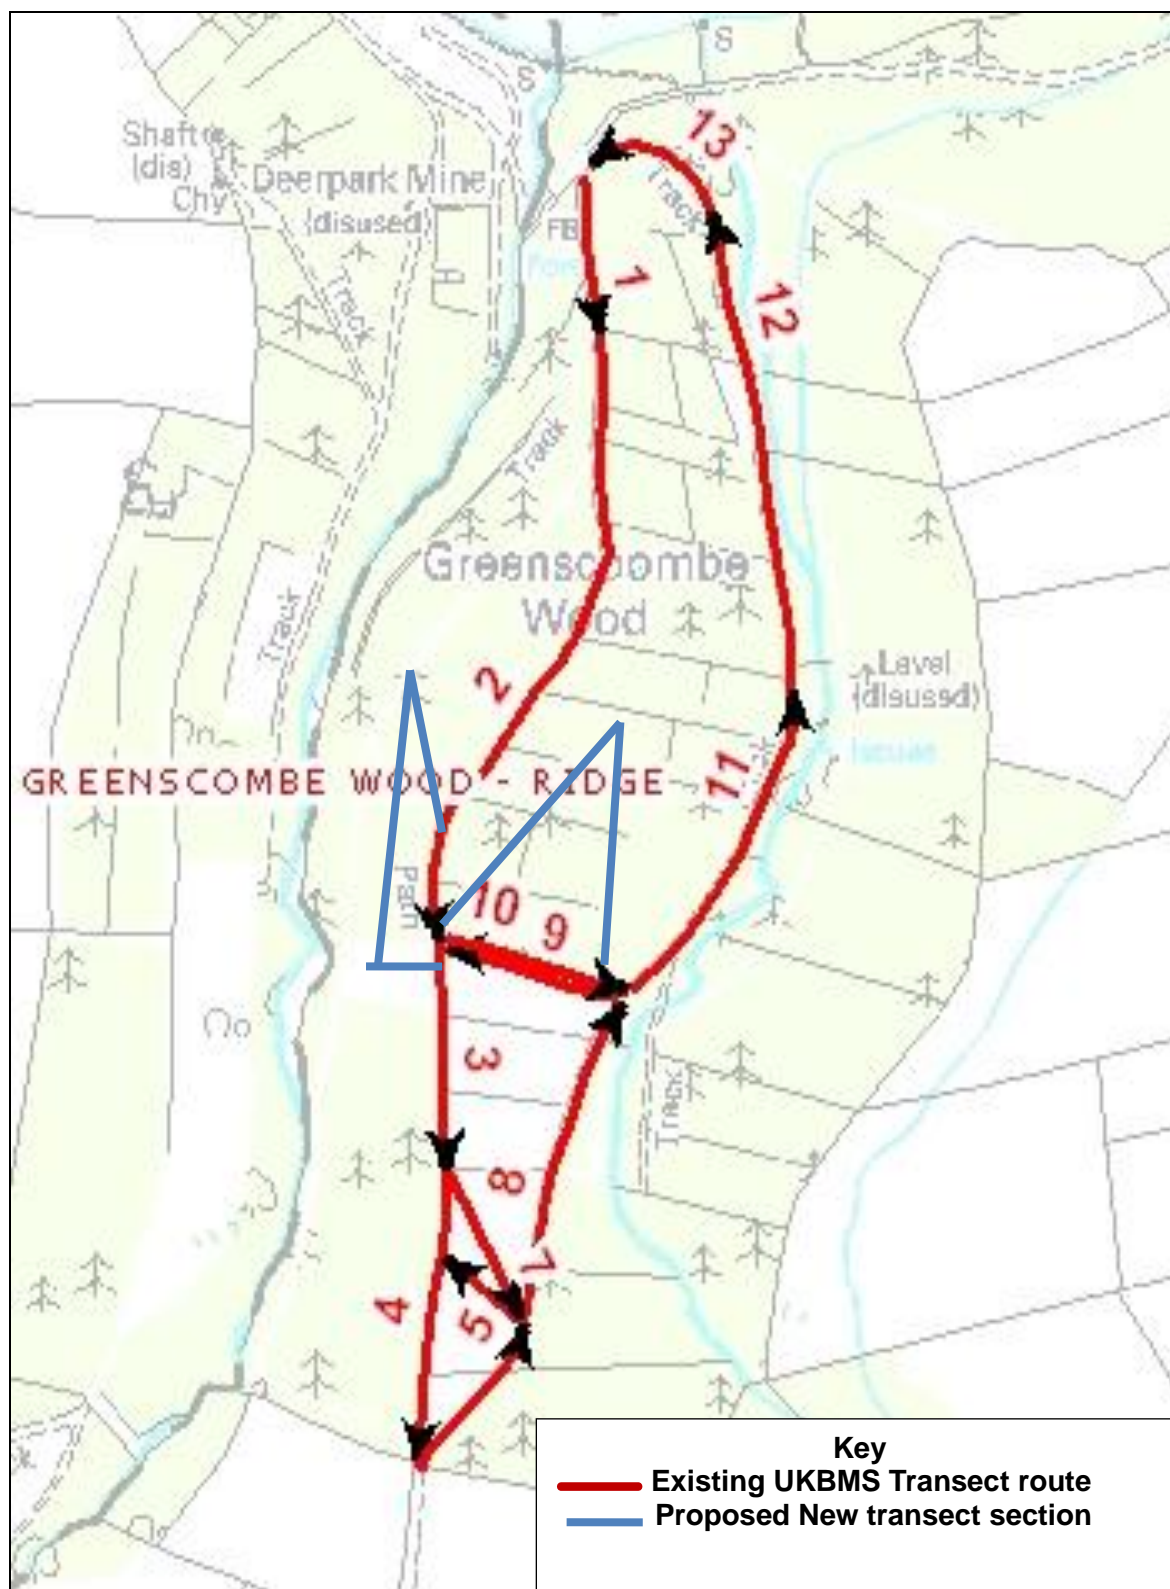 S
S
13
Shaft
(dis)
Chy
Deerpark Mine
(disused)
Track
FB
1
12
Track
Track
Greenscombe
Wood
Track
2
Level
(disused)
Issues
GREENSCOMBE WOOD - RIDGE
11
Path
10
9
3
Track
8
7
4
5
Key
Existing UKBMS Transect route
Proposed New transect section